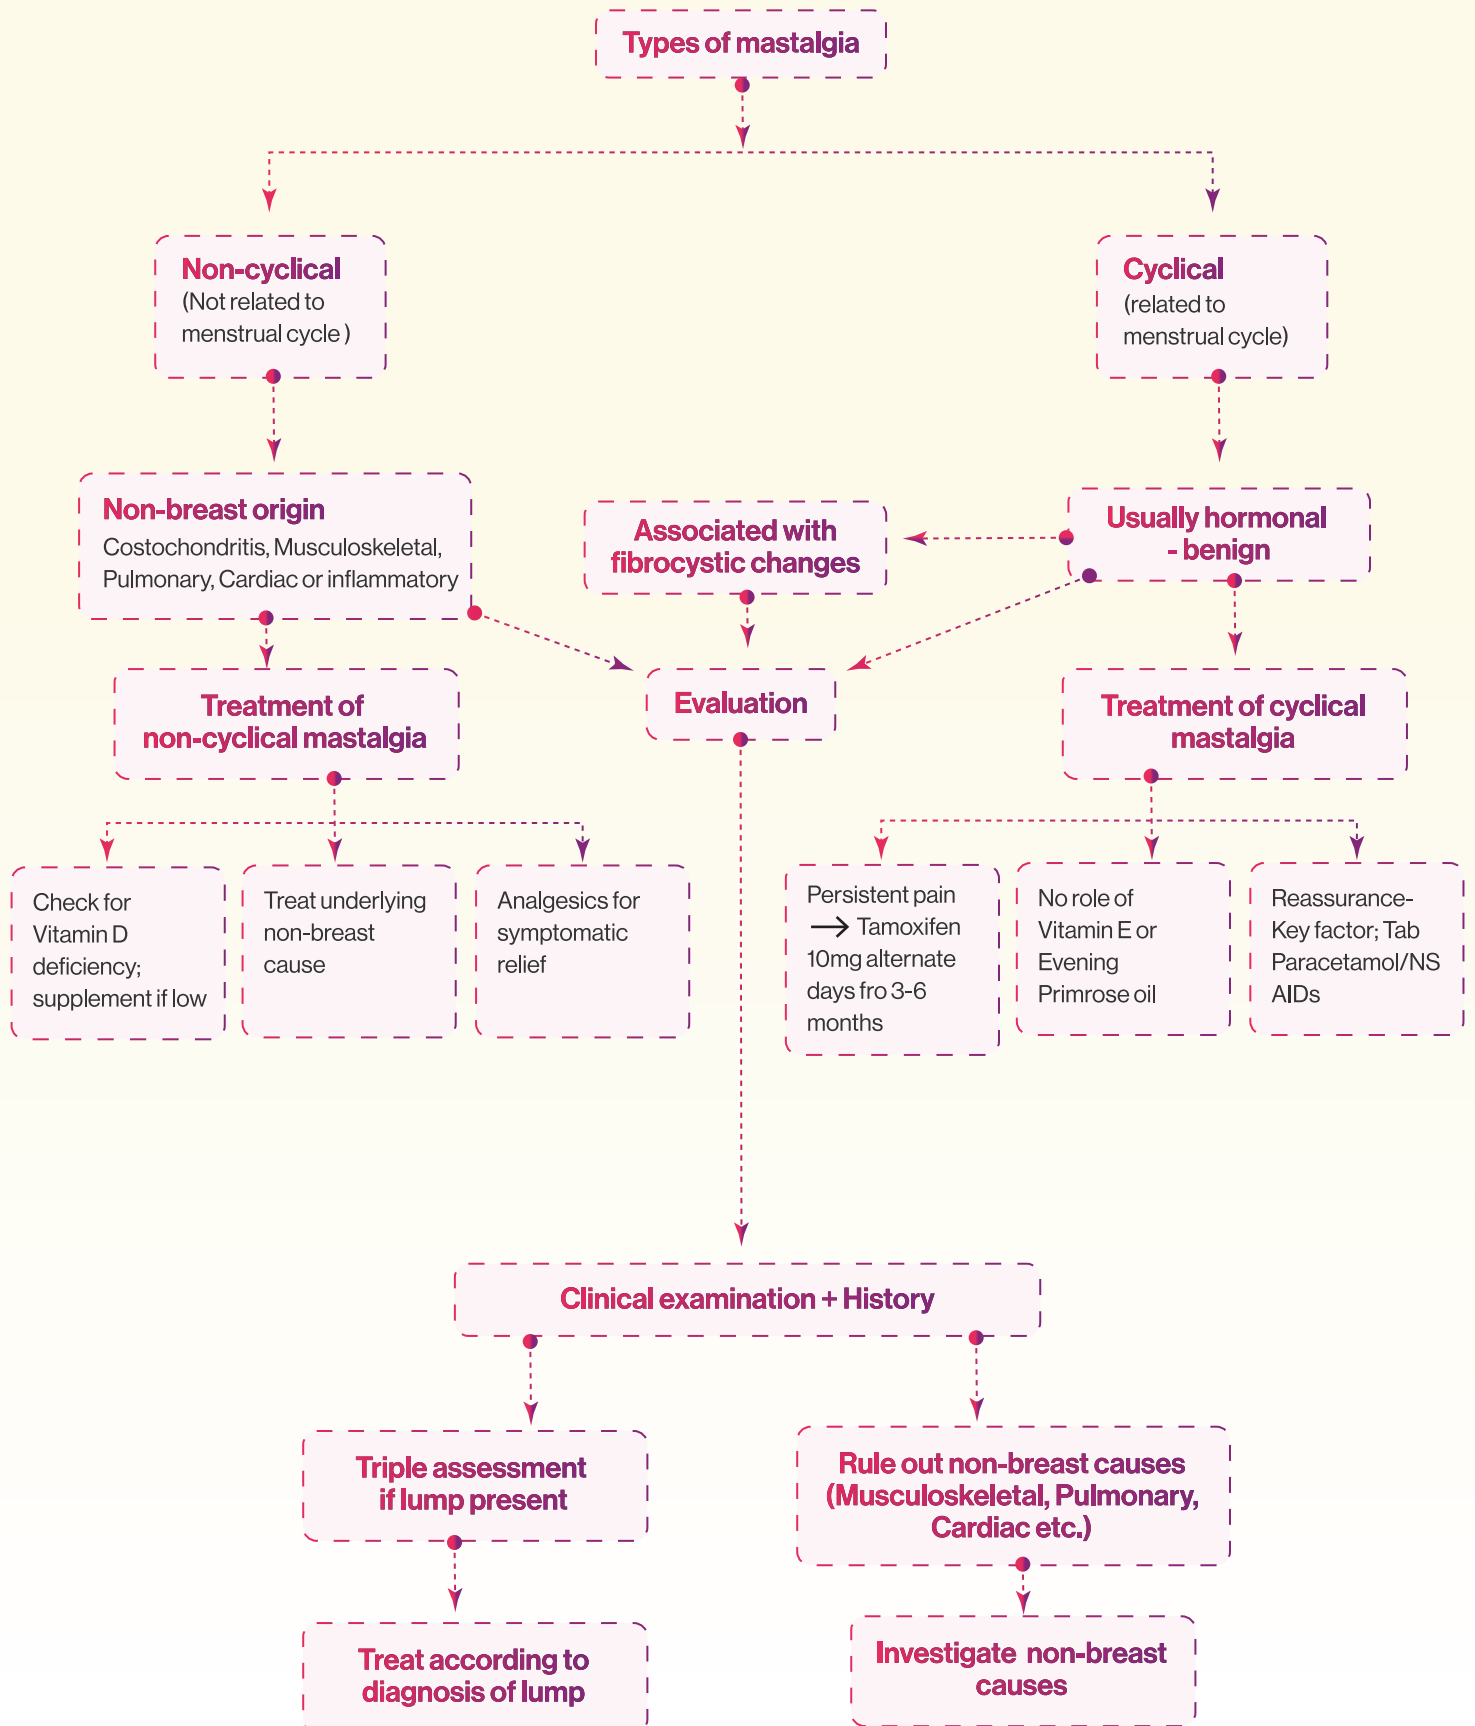 Types of mastalgia
Non-cyclical
(Not related to
menstrual cycle )
Cyclical
(related to
menstrual cycle)
Non-breast origin
Costochondritis, Musculoskeletal,
Pulmonary, Cardiac or inflammatory
Associated with
fibrocystic changes
Usually hormonal
- benign
Treatment of
non-cyclical mastalgia
Evaluation
Treatment of cyclical
mastalgia
Check for
Vitamin D
deficiency;
supplement if low
Treat underlying
non-breast
cause
Analgesics for
symptomatic
relief
Persistent pain
→ Tamoxifen
10mg alternate
days fro 3-6
months
No role of
Vitamin E or
Evening
Primrose oil
Reassurance-
Key factor; Tab
Paracetamol/NS
AIDs
Clinical examination + History
Triple assessment
if lump present
Rule out non-breast causes
(Musculoskeletal, Pulmonary,
Cardiac etc.)
Treat according to
diagnosis of lump
Investigate non-breast
causes